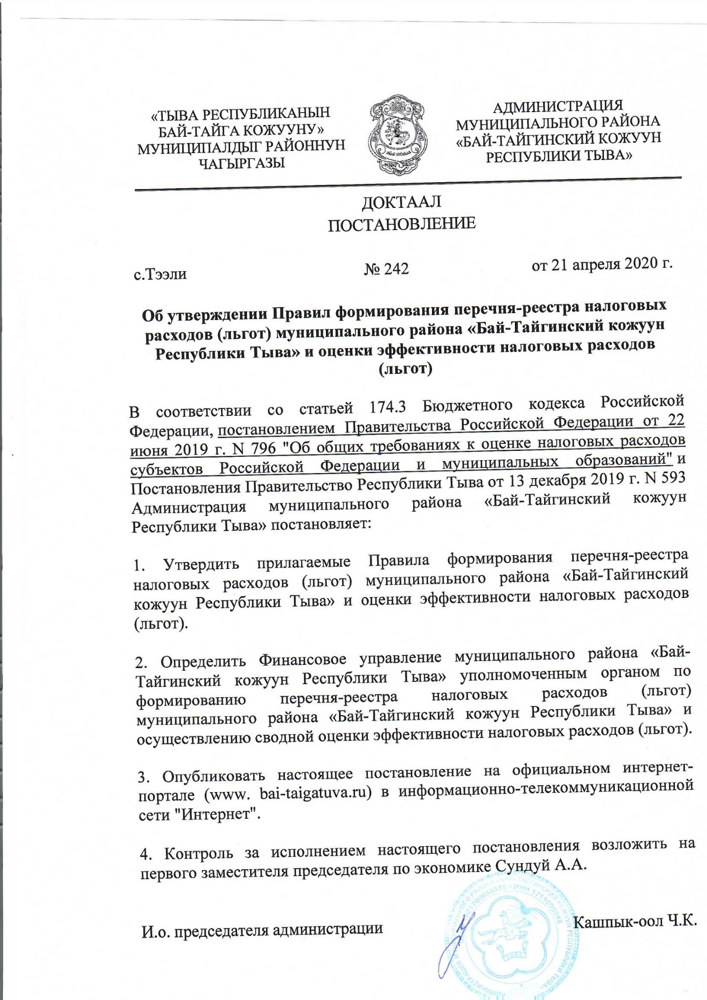 «ТЫВА РЕСПУБЛИКАНЫН
БАЙ-ТАЙГА КОЖУУНУ»
МУНИЦИПАЛДЫГ РАЙОННУН
ЧАГЫРГАЗЫ
АДМИНИСТРАЦИЯ
МУНИЦИПАЛЬНОГО РАЙОНА
«БАЙ-ТАЙГИНСКИЙ КОЖУУН
РЕСПУБЛИКИ ТЫВА»
ДОКТААЛ
ПОСТАНОВЛЕНИЕ
с.Тээли № 242 от 21 апреля 2020 г.
Об утверждении Правил формирования перечня-реестра налоговых
расходов (льгот) муниципального района «Бай-Тайгинский кожуун
Республики Тыва» и оценки эффективности налоговых расходов
(льгот)
В соответствии со статьей 174.3 Бюджетного кодекса Российской
Федерации, постановлением Правительства Российской Федерации от 22
июня 2019 г. N 796 "Об общих требованиях к оценке налоговых расходов
субъектов Российской Федерации и муниципальных образований" и
Постановления Правительство Республики Тыва от 13 декабря 2019 г. N 593
Администрация муниципального района «Бай-Тайгинский кожуун
Республики Тыва» постановляет:
1. Утвердить прилагаемые Правила формирования перечня-реестра
налоговых расходов (льгот) муниципального района «Бай-Тайгинский
кожуун Республики Тыва» и оценки эффективности налоговых расходов
(льгот).
2. Определить Финансовое управление муниципального района «Бай-
Тайгинский кожуун Республики Тыва» уполномоченным органом по
формированию перечня-реестра налоговых расходов (льгот)
муниципального района «Бай-Тайгинский кожуун Республики Тыва» и
осуществлению сводной оценки эффективности налоговых расходов (льгот).
3. Опубликовать настоящее постановление на официальном интернет-
портале (www. bai-taigatuva.ru) в информационно-телекоммуникационной
сети "Интернет".
4. Контроль за исполнением настоящего постановления возложить на
первого заместителя председателя по экономике Сундуй А.А.
И.о. председателя администрации Кашпык-оол Ч.К.
ИНН 1711000048
ТЫВА